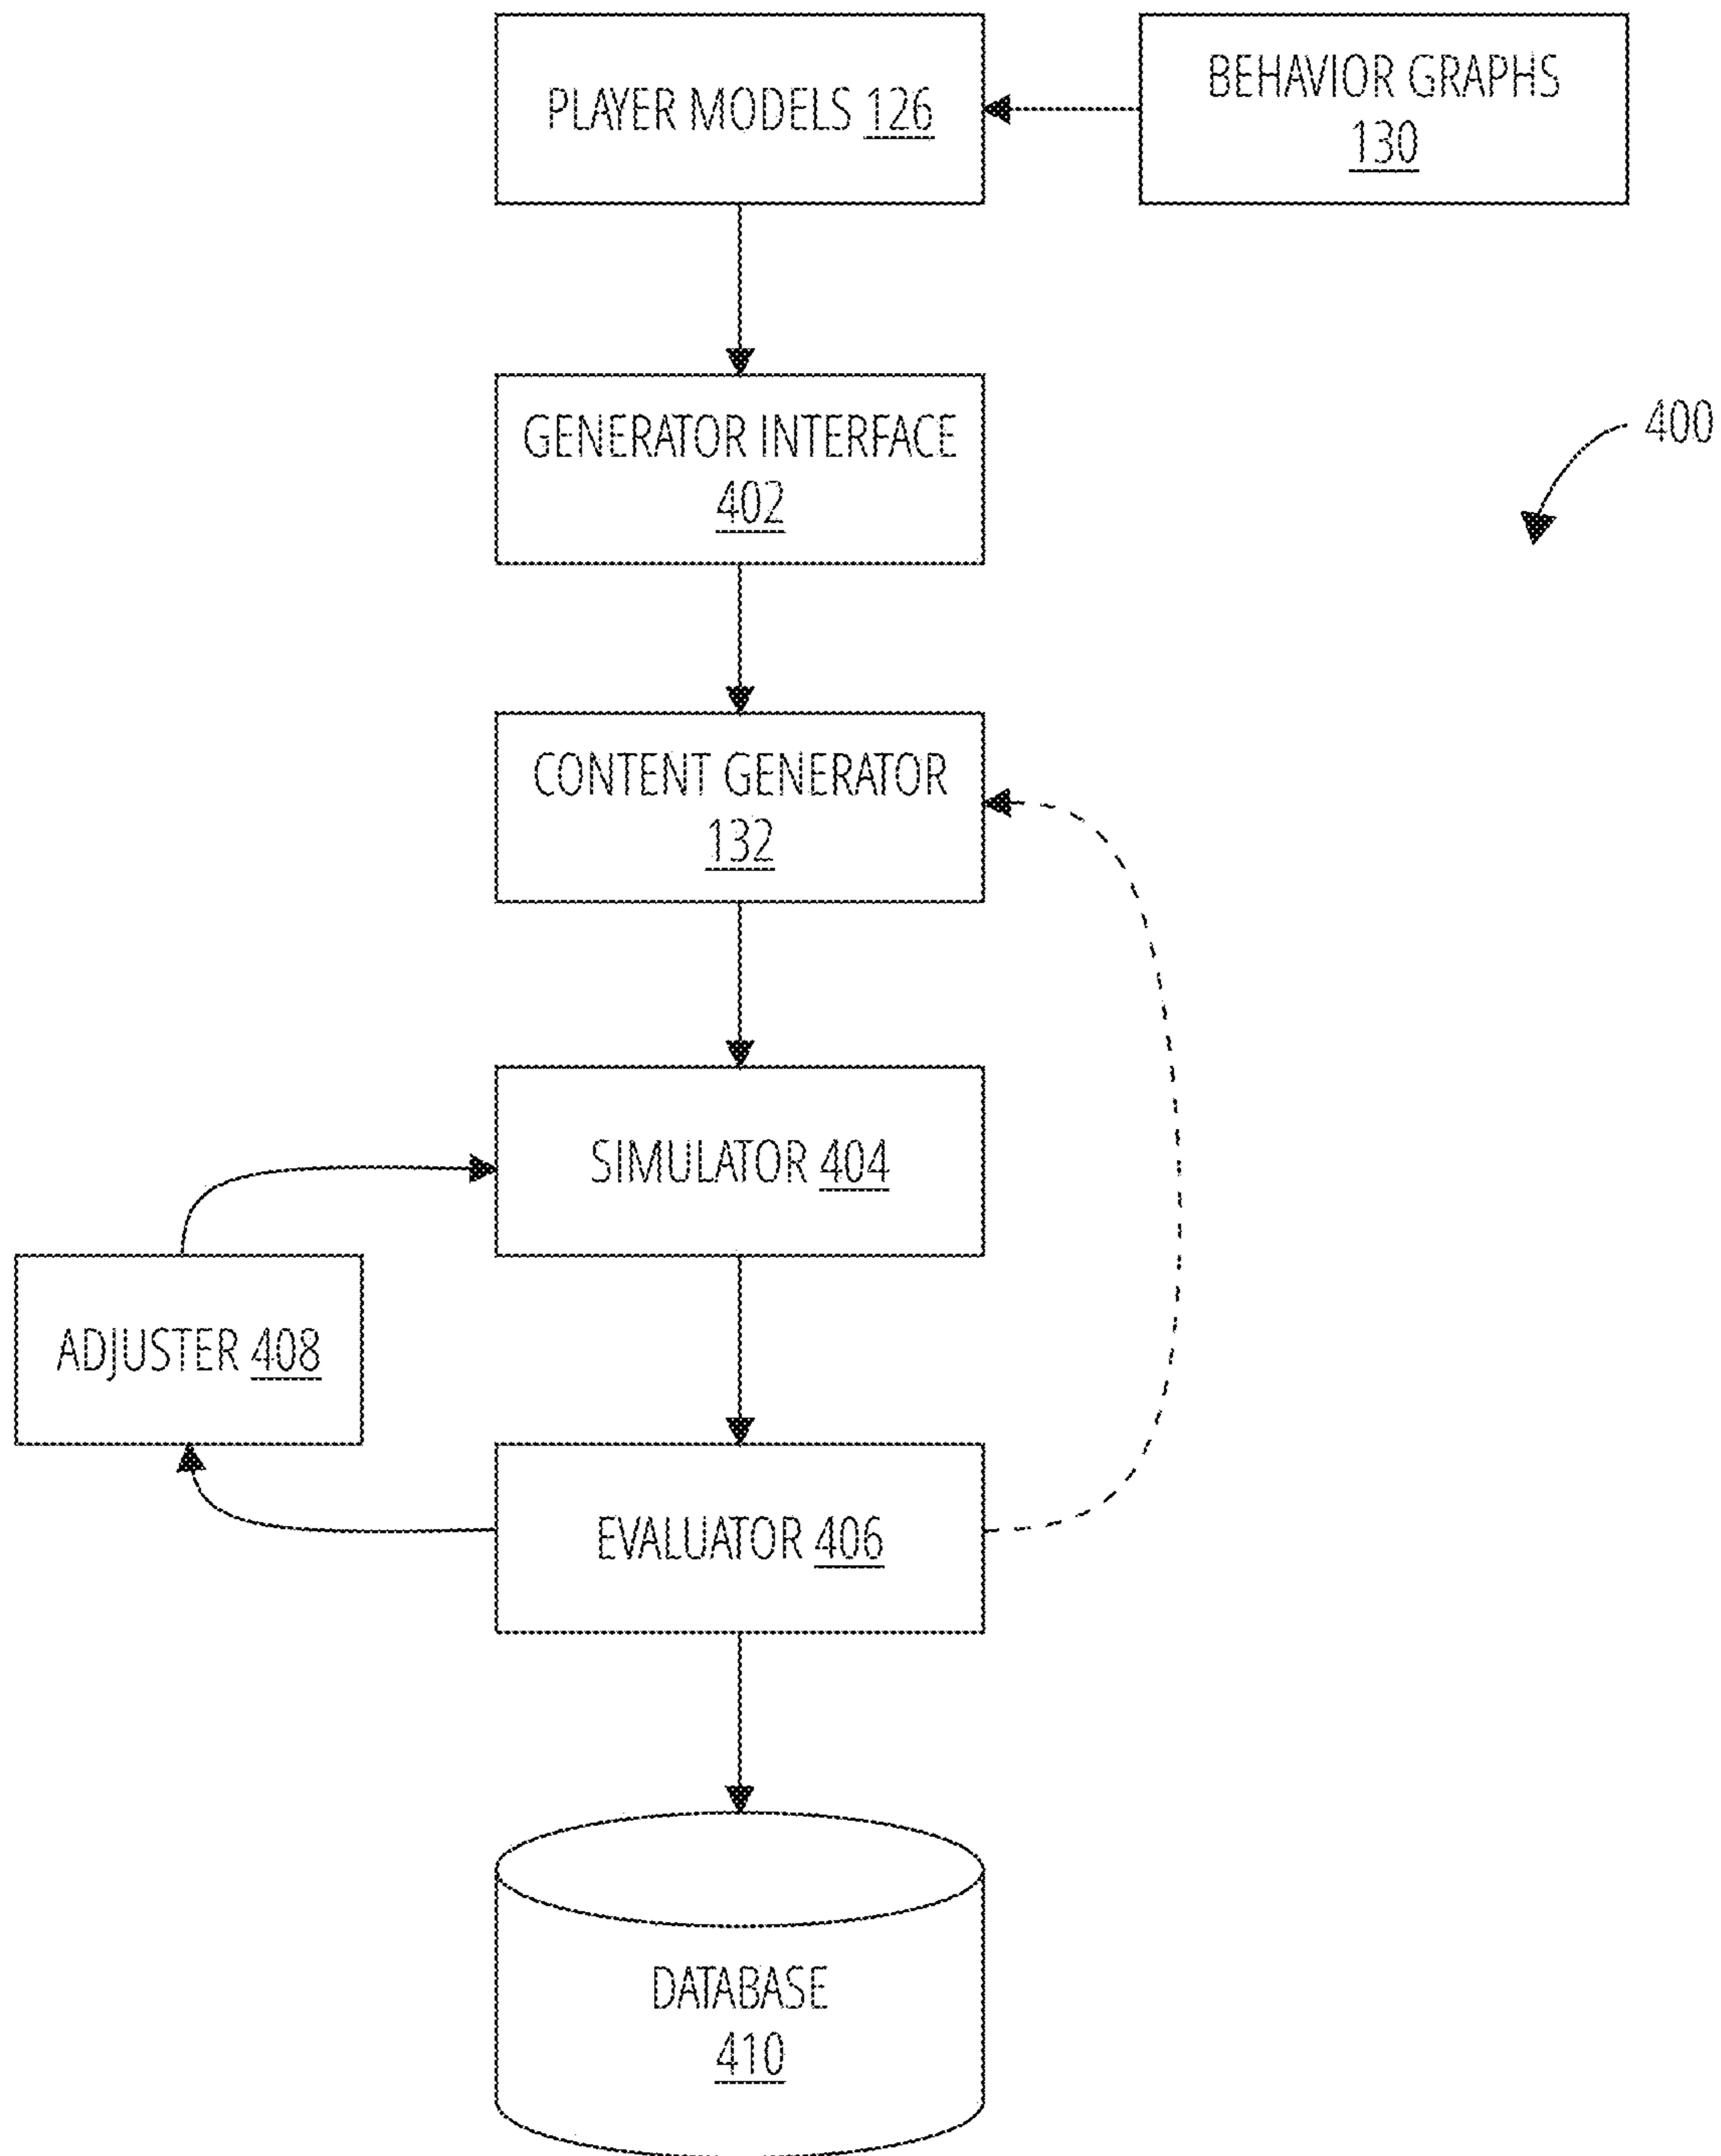 PLAYER MODELS 126
BEHAVIOR GRAPHS
130
GENERATOR INTERFACE
402
400
CONTENT GENERATOR
132
SIMULATOR 404
ADJUSTER 408
EVALUATOR 406
DATABASE
410